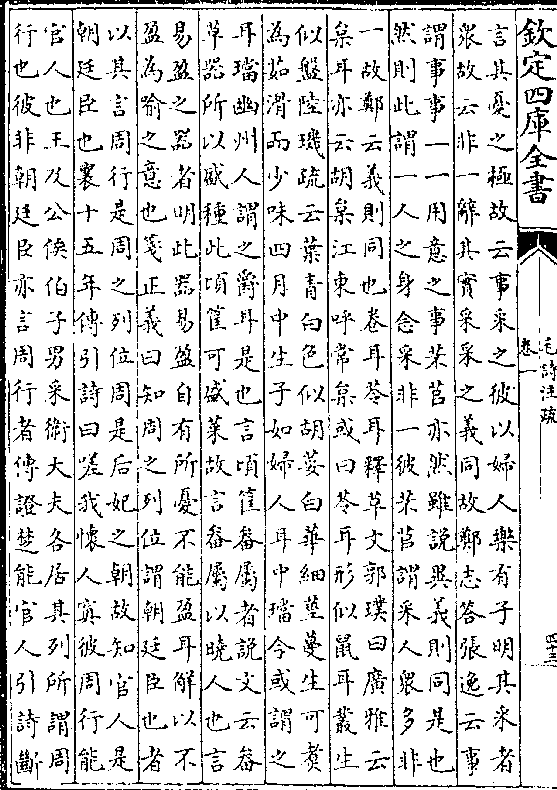 欽定四庫全書
毛詩注疏
卷一
四十三
言其憂之極故云事采之彼以婦人樂有子明其采者
衆故云非一辭其實采采之義同故鄭志答張逸云事
謂事事一一用意之事芣苢亦然雖說異義則同是也
然則此謂一人之身念采非一彼芣苢謂采人衆多非
一故鄭云義則同也卷耳苓耳釋草文郭璞曰廣雅云
枲耳亦云胡枲江東呼常枲或曰苓耳形似鼠耳叢生
似盤陸璣疏云葉青白色似胡荽白華細莖蔓生可煑
為茹滑而少味四月中生子如婦人耳中璫今或謂之
耳璫幽州人謂之爵耳是也言頃筐畚屬者說文云畚
草器所以盛種此頃筐可盛菜故言畚屬以曉人也言
易盈之器者明此器易盈自有所憂不能盈耳解以不
盈為喻之意也箋正義曰知周之列位謂朝廷臣也者
以其言周行是周之列位周是后妃之朝故知官人是
朝廷臣也襄十五年傳引詩曰嗟我懷人寘彼周行能
官人也王及公侯伯子男采衛大夫各居其列所謂周
行也彼非朝廷臣亦言周行者傳證楚能官人引詩斷